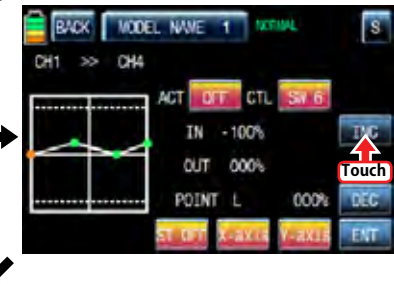 BACK MODEL NAME 1 NORMAL S
CH1 >> CH4
ACT OFF CTL SW 6
IN -100% INC
OUT 000% Touch
POINT L 000% DEC
ST OFF X-axis Y-axis ENT